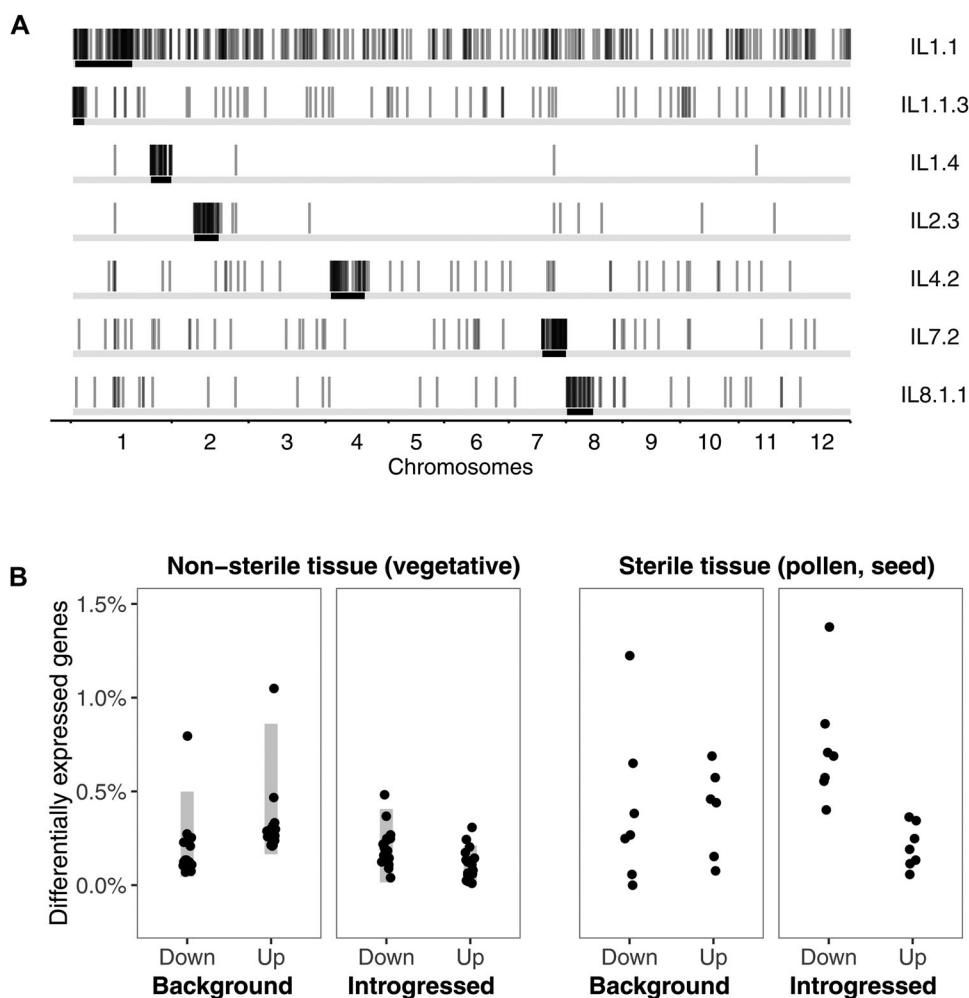 A
IL1.1
IL1.1.3
IL1.4
IL2.3
IL4.2
IL7.2
IL8.1.1
1 2 3 4 5 6 7 8 9 10 11 12
Chromosomes
B
Non−sterile tissue (vegetative) Sterile tissue (pollen, seed)
Differentially expressed genes
1.5%
1.0%
0.5%
0.0%
Down Up Down Up Down Up Down Up
Background Introgressed Background Introgressed